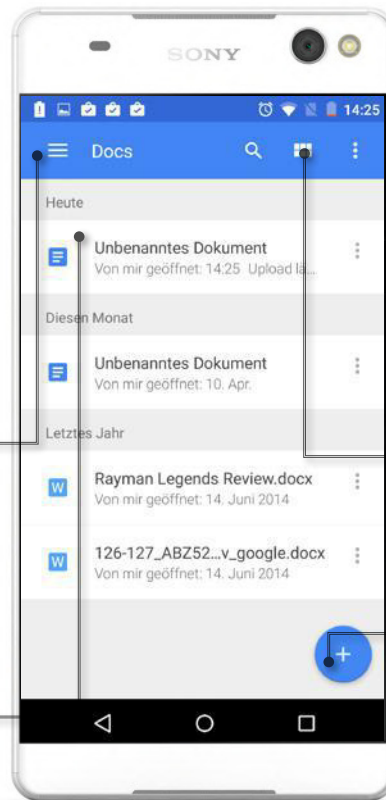 SONY
14:25
Docs
Heute
Unbenanntes Dokument
Von mir geöffnet: 14:25 Upload lä...
Diesen Monat
Unbenanntes Dokument
Von mir geöffnet: 10. Apr.
Letztes Jahr
W
Rayman Legends Review.docx
Von mir geöffnet: 14. Juni 2014
W
126-127_ABZ52...v_google.docx
Von mir geöffnet: 14. Juni 2014